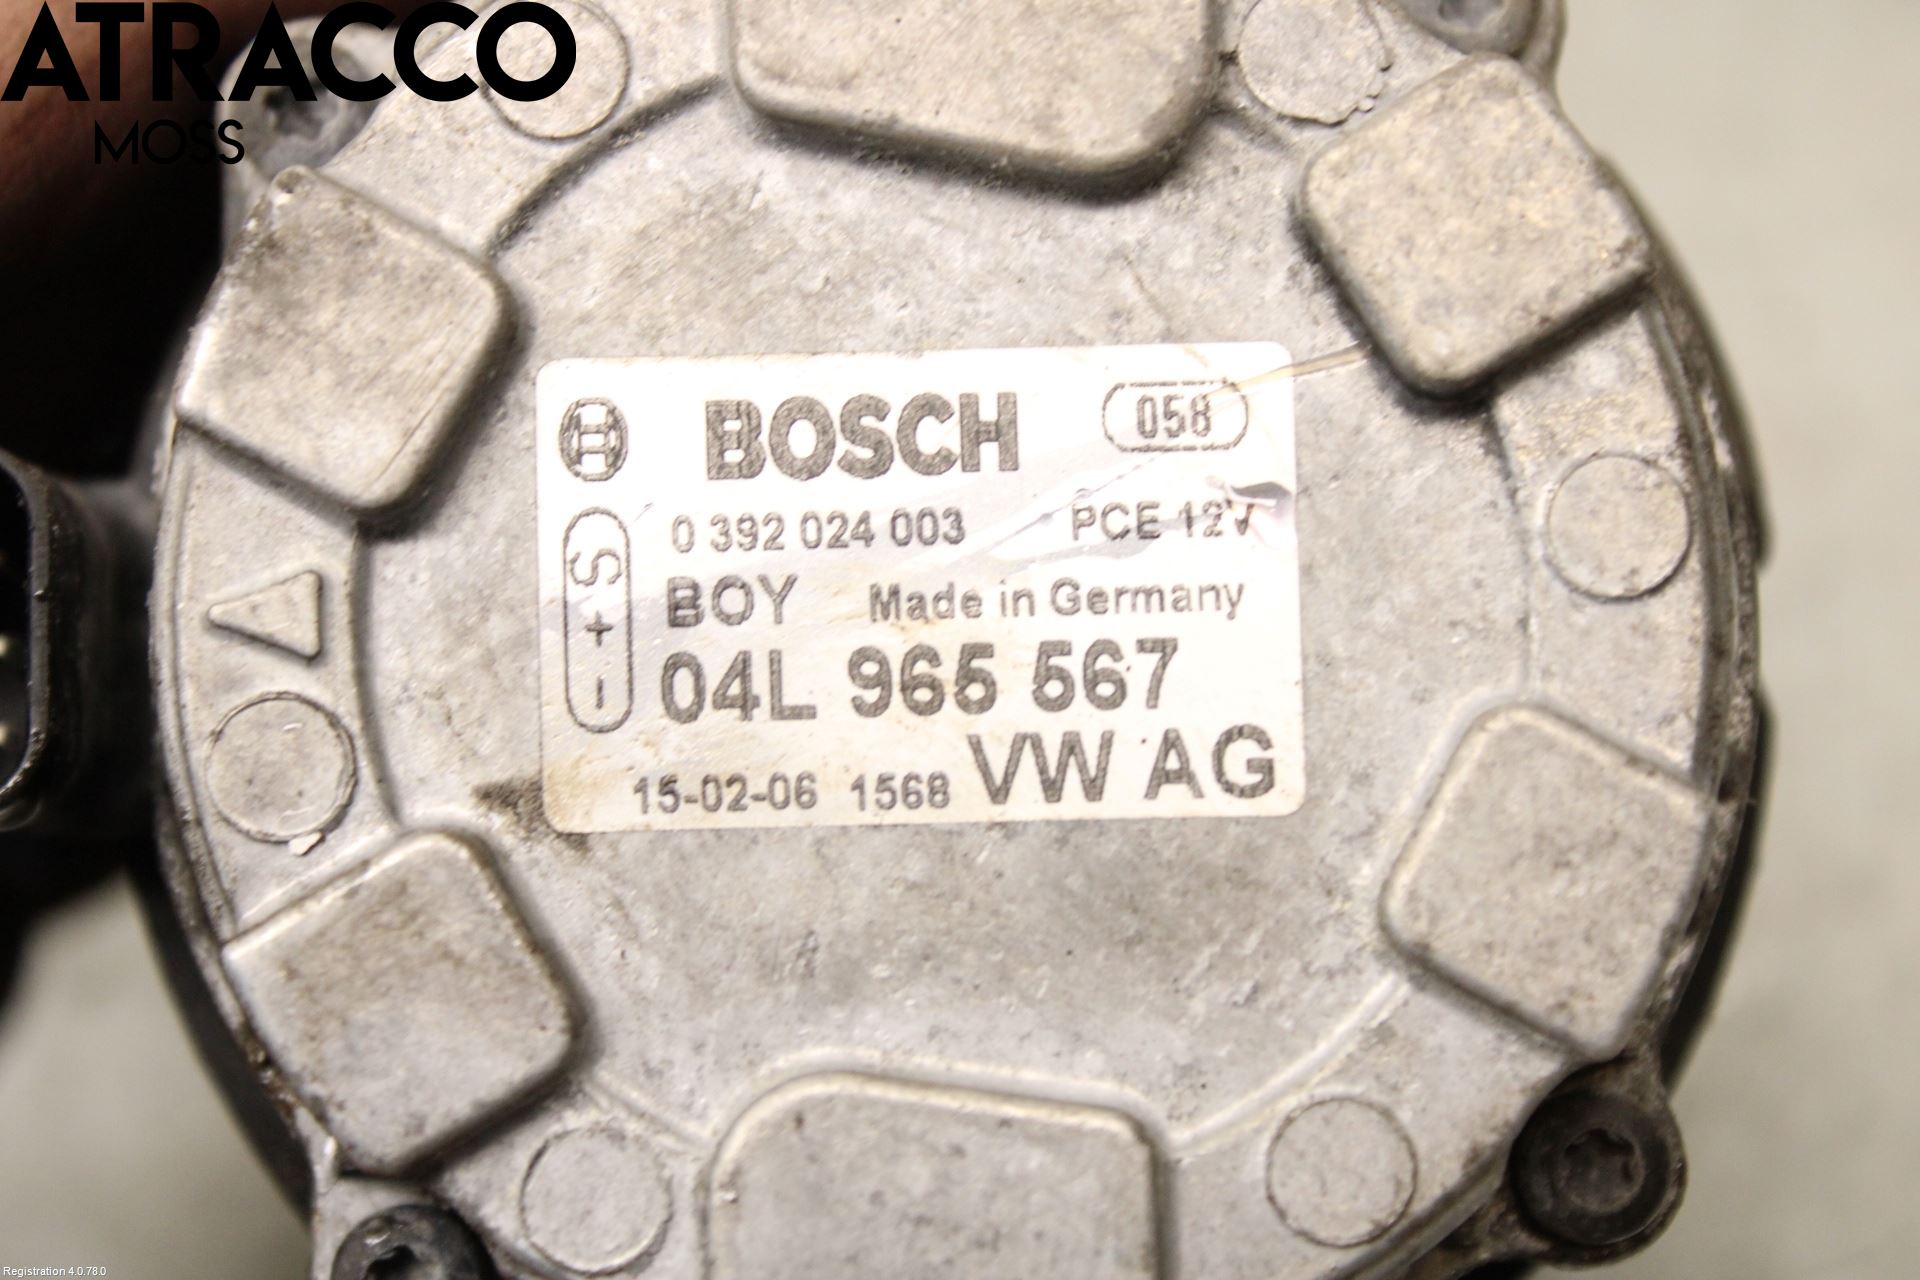 ATRACCO
MOSS
BOSCH 058
0 392 024 003 PCE 12V
S + -
BOY Made in Germany
04L 965 567
15-02-06 1568 VW AG
Registration 4.0.78.0